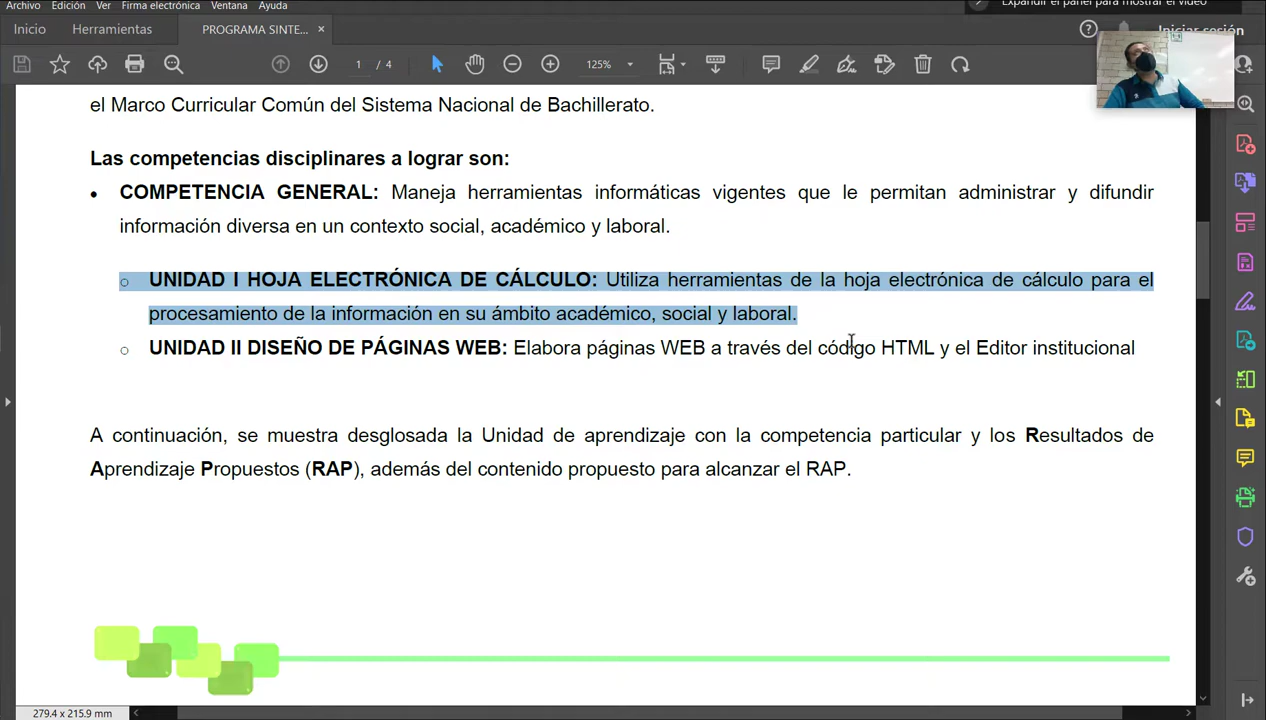 Archivo Edición Ver Firma electrónica Ventana Ayuda
Expandir el panel para mostrar el video
Inicio Herramientas PROGRAMA SINTE... × Iniciar sesión
1 / 4 125%
el Marco Curricular Común del Sistema Nacional de Bachillerato.
Las competencias disciplinares a lograr son:
• COMPETENCIA GENERAL: Maneja herramientas informáticas vigentes que le permitan administrar y difundir
información diversa en un contexto social, académico y laboral.
○ UNIDAD I HOJA ELECTRÓNICA DE CÁLCULO: Utiliza herramientas de la hoja electrónica de cálculo para el
procesamiento de la información en su ámbito académico, social y laboral.
○ UNIDAD II DISEÑO DE PÁGINAS WEB: Elabora páginas WEB a través del código HTML y el Editor institucional
A continuación, se muestra desglosada la Unidad de aprendizaje con la competencia particular y los Resultados de
Aprendizaje Propuestos (RAP), además del contenido propuesto para alcanzar el RAP.
279.4 x 215.9 mm